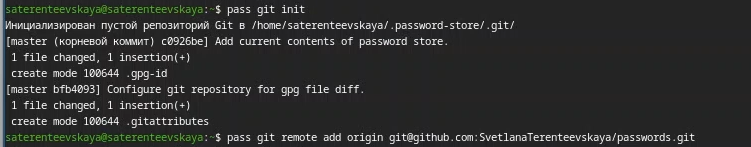 saterenteevskaya@saterenteevskaya:~$ pass git init
Инициализирован пустой репозиторий Git в /home/saterenteevskaya/.password-store/.git/
[master (корневой коммит) c0926be] Add current contents of password store.
 1 file changed, 1 insertion(+)
 create mode 100644 .gpg-id
[master bfb4093] Configure git repository for gpg file diff.
 1 file changed, 1 insertion(+)
 create mode 100644 .gitattributes
saterenteevskaya@saterenteevskaya:~$ pass git remote add origin git@github.com:SvetlanaTerenteevskaya/passwords.git